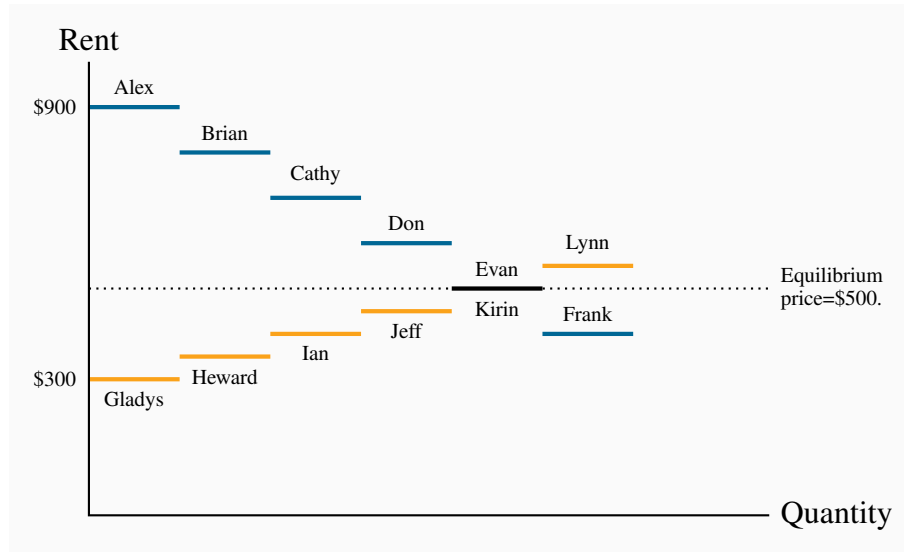 Rent
Alex
$900
Brian
Cathy
Don
Lynn
Evan
Equilibrium
price=$500.
Kirin
Frank
Jeff
Ian
Heward
$300
Gladys
Quantity